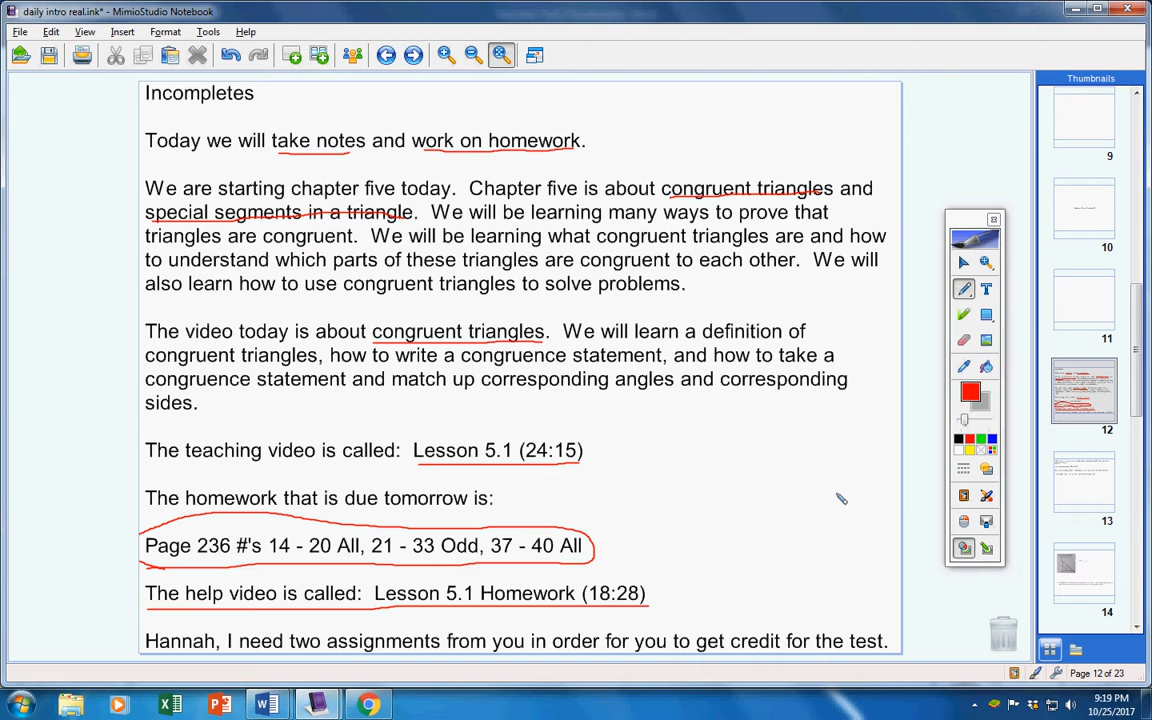 daily intro real.ink* - MimioStudio Notebook
File Edit View Insert Format Tools Help
Incompletes
Today we will take notes and work on homework.
We are starting chapter five today. Chapter five is about congruent triangles and
special segments in a triangle. We will be learning many ways to prove that
triangles are congruent. We will be learning what congruent triangles are and how
to understand which parts of these triangles are congruent to each other. We will
also learn how to use congruent triangles to solve problems.
The video today is about congruent triangles. We will learn a definition of
congruent triangles, how to write a congruence statement, and how to take a
congruence statement and match up corresponding angles and corresponding
sides.
The teaching video is called: Lesson 5.1 (24:15)
The homework that is due tomorrow is:
Page 236 #'s 14 - 20 All, 21 - 33 Odd, 37 - 40 All
The help video is called: Lesson 5.1 Homework (18:28)
Hannah, I need two assignments from you in order for you to get credit for the test.
Thumbnails
9
10
11
12
13
14
Page 12 of 23
9:19 PM
10/25/2017